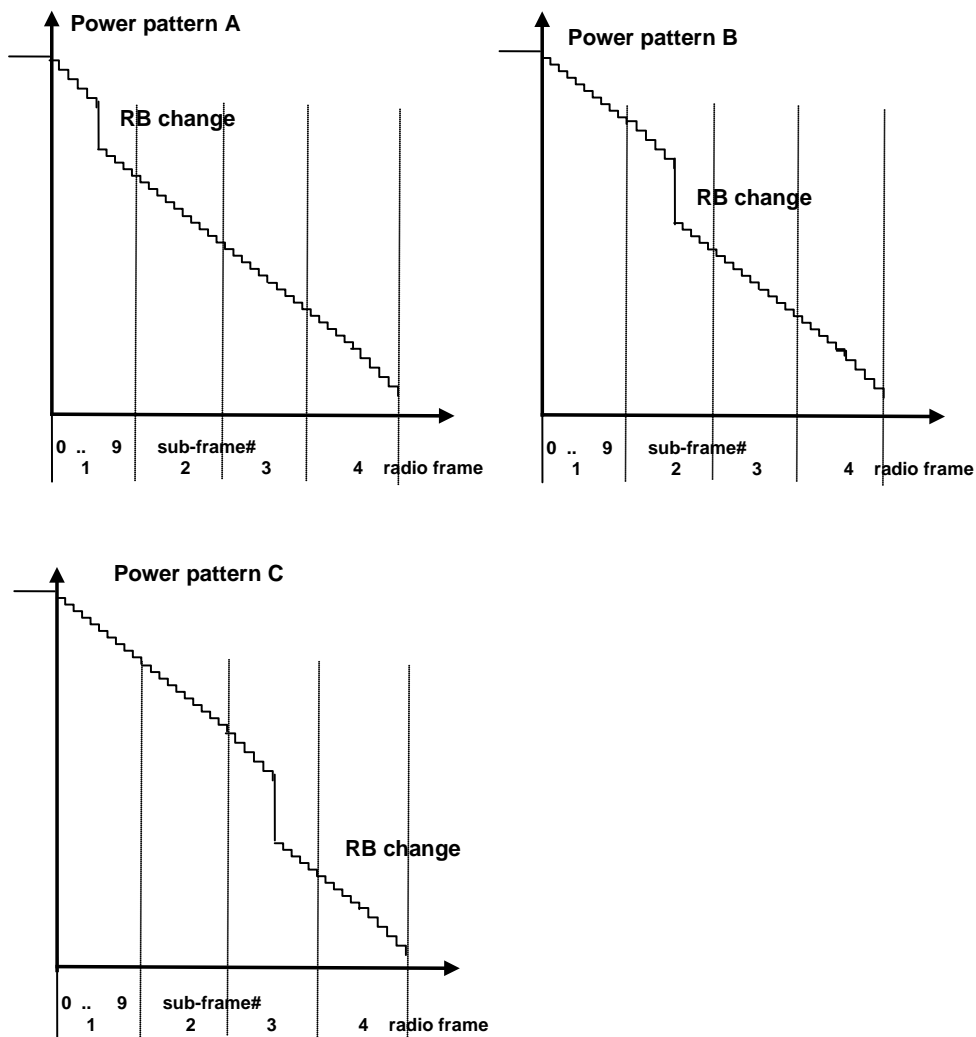 Power pattern A
RB change
0 .. 9 sub-frame#
1 2 3 4 radio frame
Power pattern B
RB change
0 .. 9 sub-frame#
1 2 3 4 radio frame
Power pattern C
RB change
0 .. 9 sub-frame#
1 2 3 4 radio frame